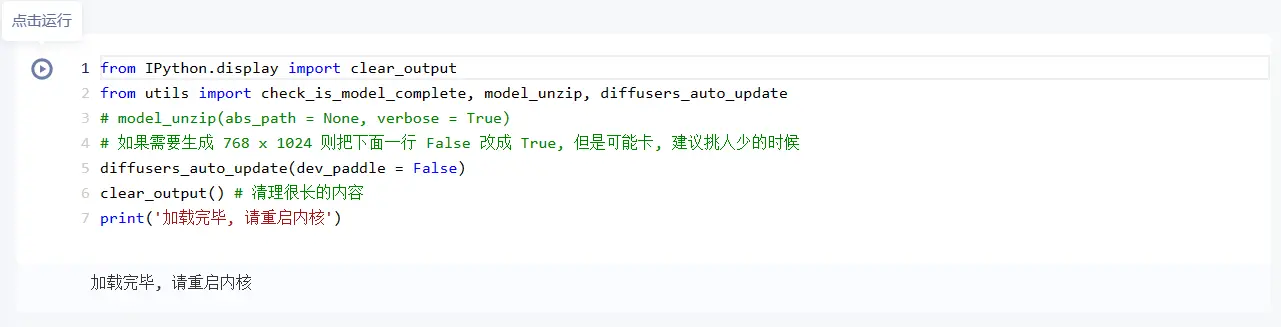 点击运行
1 from IPython.display import clear_output
2 from utils import check_is_model_complete, model_unzip, diffusers_auto_update
3 # model_unzip(abs_path = None, verbose = True)
4 # 如果需要生成 768 x 1024 则把下面一行 False 改成 True, 但是可能卡, 建议挑人少的时候
5 diffusers_auto_update(dev_paddle = False)
6 clear_output() # 清理很长的内容
7 print('加载完毕, 请重启内核')
加载完毕, 请重启内核